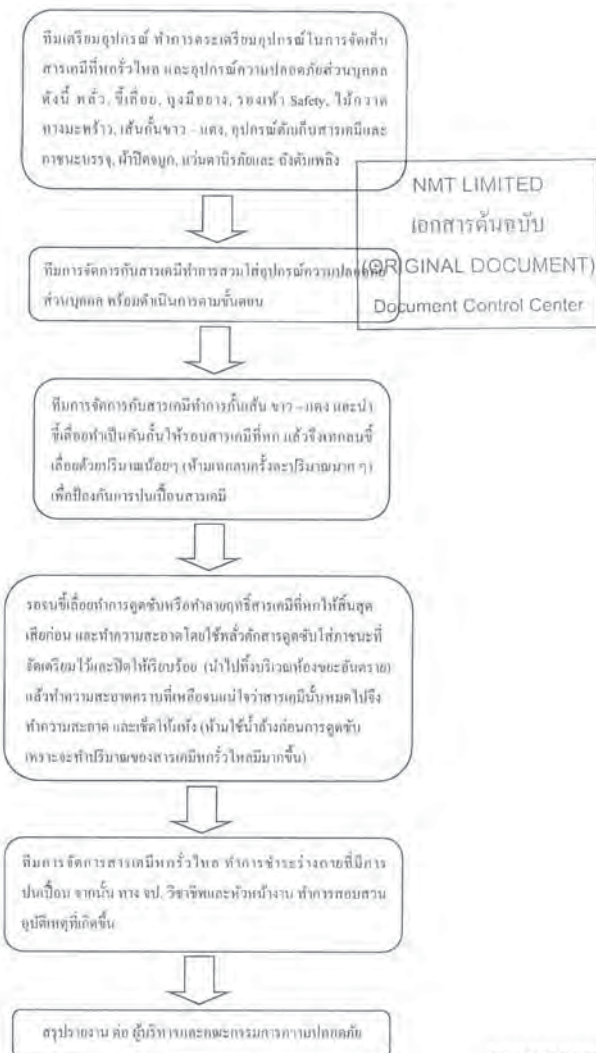 ทีมเตรียมอุปกรณ์ ทำการตระเตรียมอุปกรณ์ในการจัดเก็บ
สารเคมีที่หกรั่วไหล และอุปกรณ์ความปลอดภัยส่วนบุคคล
ดังนี้ พลั่ว, ขี้เลื่อย, ถุงมือยาง, รองเท้า Safety, ไม้กวาด
ทางมะพร้าว, เส้นกั้นขาว – แดง, อุปกรณ์ตักเก็บสารเคมีและ
ภาชนะบรรจุ, ผ้าปิดจมูก, แว่นตานิรภัยและ ถังดับเพลิง
NMT LIMITED
เอกสารต้นฉบับ
(ORIGINAL DOCUMENT)
Document Control Center
ทีมการจัดการกับสารเคมีทำการสวมใส่อุปกรณ์ความปลอดภัย
ส่วนบุคคล พร้อมดำเนินการตามขั้นตอน
ทีมการจัดการกับสารเคมีทำการกั้นเส้น ขาว – แดง และนำ
ขี้เลื่อยทำเป็นคันกั้นให้รอบสารเคมีที่หก แล้วจึงเทกลบขี้
เลื่อยด้วยปริมาณน้อยๆ (ห้ามเทกลบครั้งละปริมาณมาก ๆ)
เพื่อป้องกันการปนเปื้อนสารเคมี
รอจนขี้เลื่อยทำการดูดซับหรือทำลายฤทธิ์สารเคมีที่หกให้สิ้นสุด
เสียก่อน และทำความสะอาดโดยใช้พลั่วตักสารดูดซับใส่ภาชนะที่
จัดเตรียมไว้และปิดให้เรียบร้อย (นำไปทิ้งบริเวณห้องขยะอันตราย)
แล้วทำความสะอาดคราบที่เหลือจนแน่ใจว่าสารเคมีนั้นหมดไปจึง
ทำความสะอาด และเช็ดให้แห้ง (ห้ามใช้น้ำล้างก่อนการดูดซับ
เพราะจะทำปริมาณของสารเคมีหกรั่วไหลมีมากขึ้น)
ทีมการจัดการสารเคมีหกรั่วไหล ทำการชำระร่างกายที่มีการ
ปนเปื้อน จากนั้น ทาง จป. วิชาชีพและหัวหน้างาน ทำการสอบสวน
อุบัติเหตุที่เกิดขึ้น
สรุปรายงาน ต่อ ผู้บริหารและคณะกรรมการความปลอดภัย